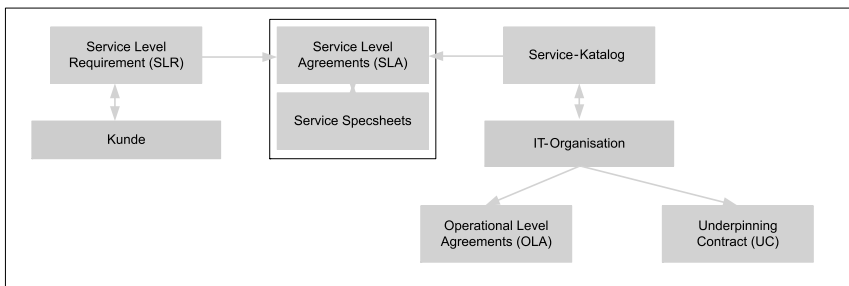 Service Level
Requirement (SLR)
Service Level
Agreements (SLA)
Service-Katalog
Service Specsheets
Kunde
IT-Organisation
Operational Level
Agreements (OLA)
Underpinning
Contract (UC)